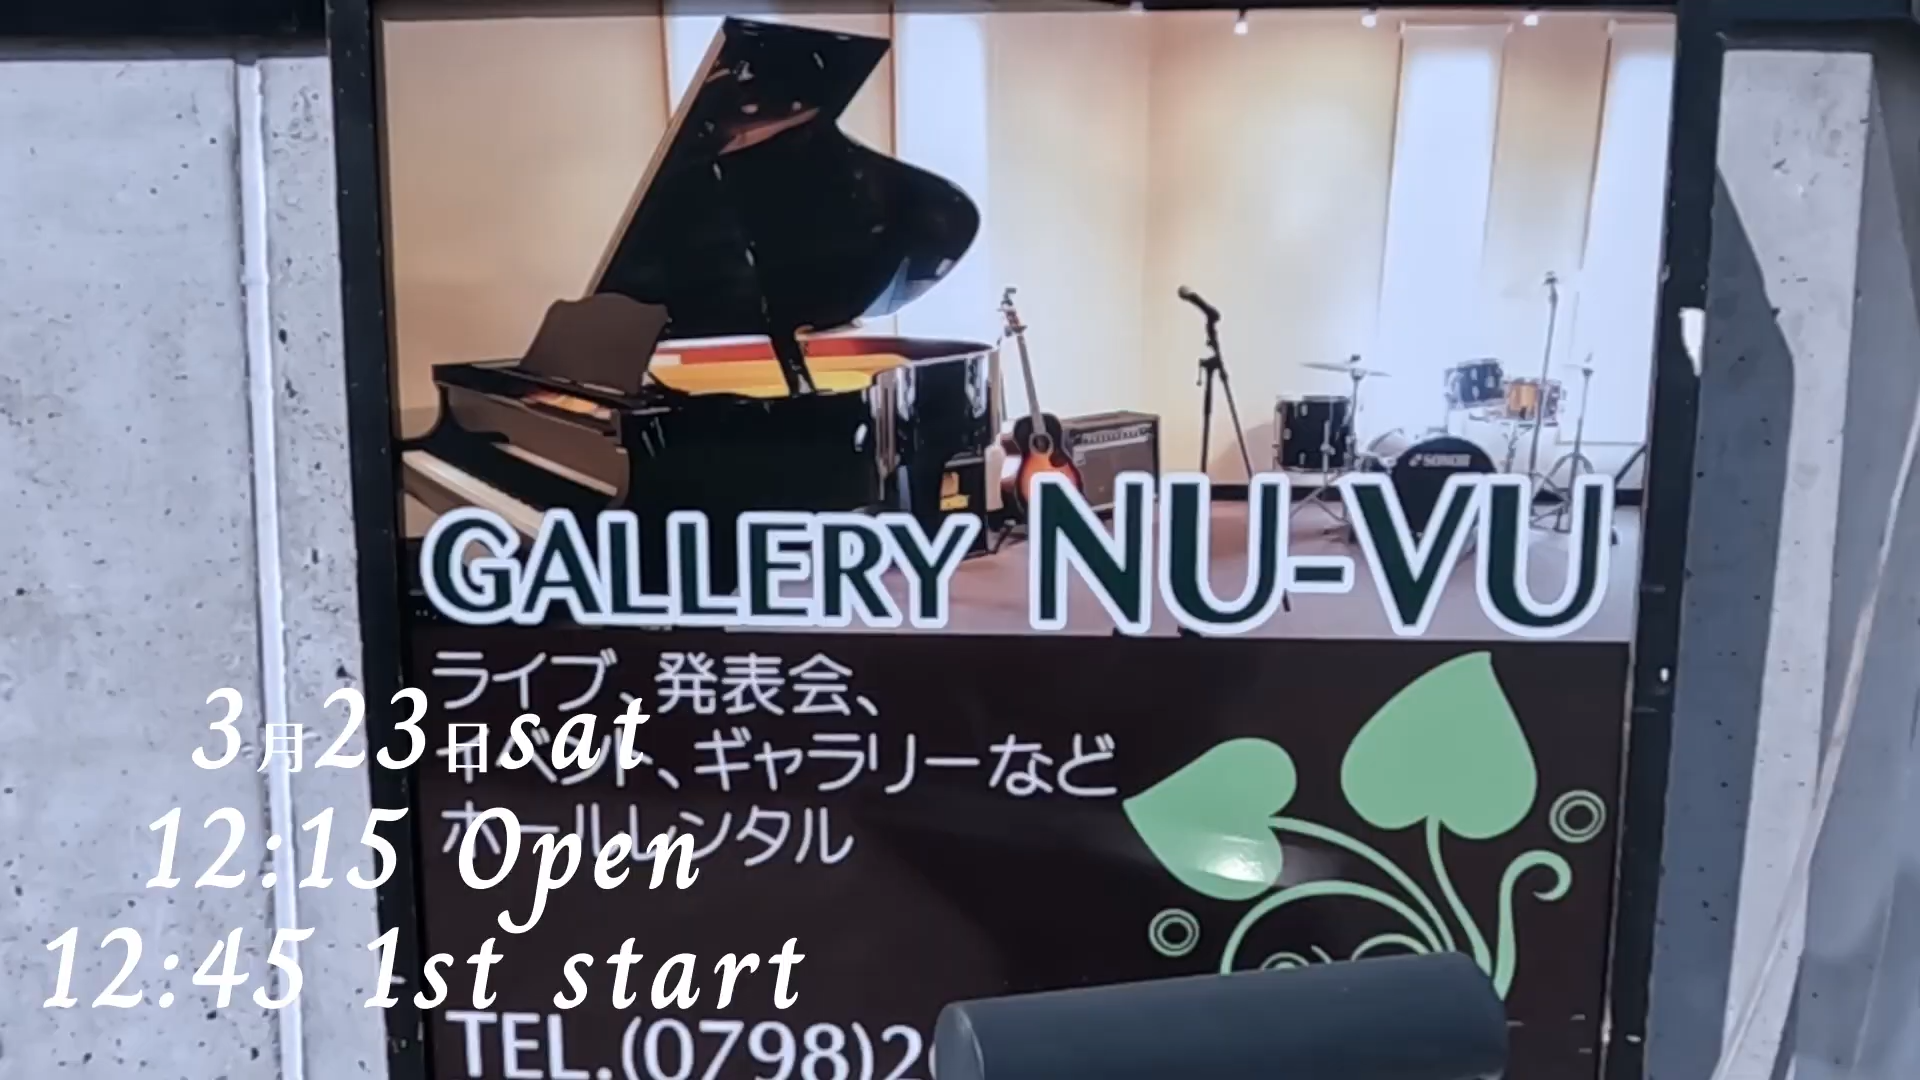 SONOR
GALLERY NU-VU
ライブ、発表会、
イベント、ギャラリーなど
ホールレンタル
3月23日sat
12:15 Open
12:45 1st start
TEL.(0798)2